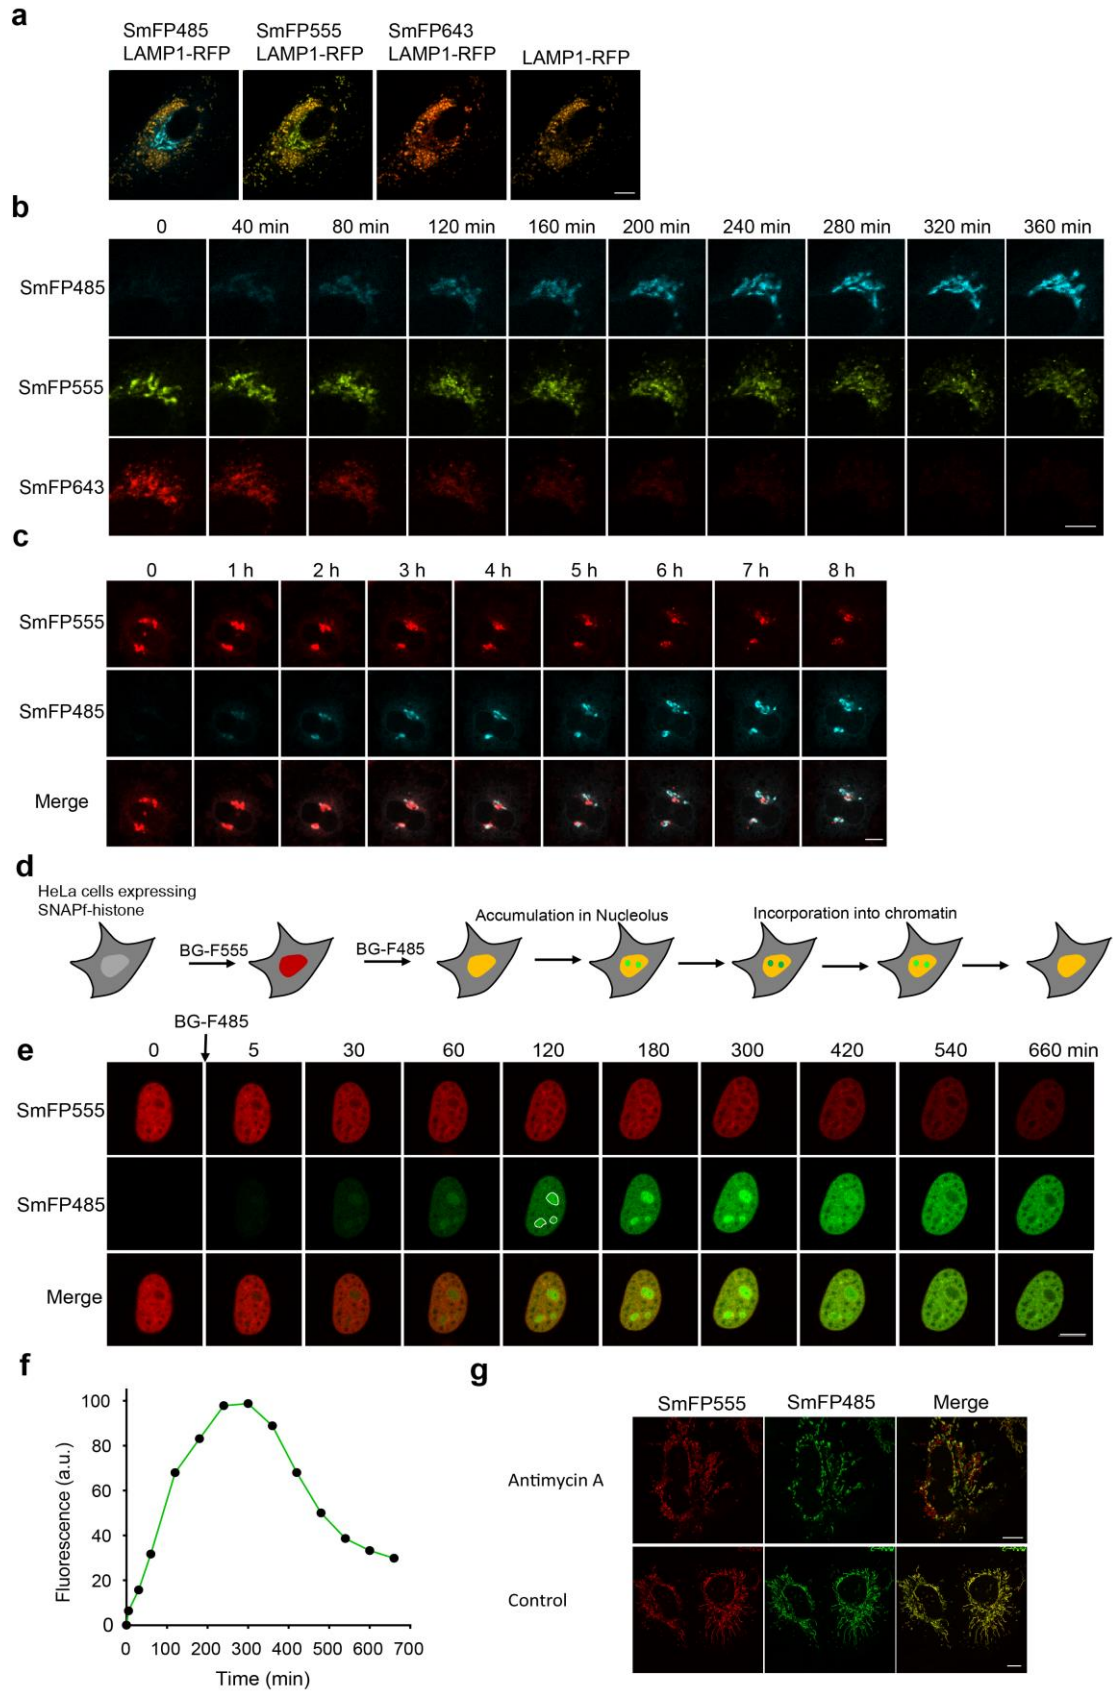 a
SmFP485 SmFP555 SmFP643
LAMP1-RFP LAMP1-RFP LAMP1-RFP LAMP1-RFP
b
0 40 min 80 min 120 min 160 min 200 min 240 min 280 min 320 min 360 min
SmFP485
SmFP555
SmFP643
c
0 1 h 2 h 3 h 4 h 5 h 6 h 7 h 8 h
SmFP555
SmFP485
Merge
d
HeLa cells expressing
SNAPf-histone
Accumulation in Nucleolus Incorporation into chromatin
BG-F555 BG-F485
BG-F485
e
0 5 30 60 120 180 300 420 540 660 min
SmFP555
SmFP485
Merge
f
100
80
60
40
20
0
0 100 200 300 400 500 600 700
Fluorescence (a.u.)
Time (min)
g
SmFP555 SmFP485 Merge
Antimycin A
Control